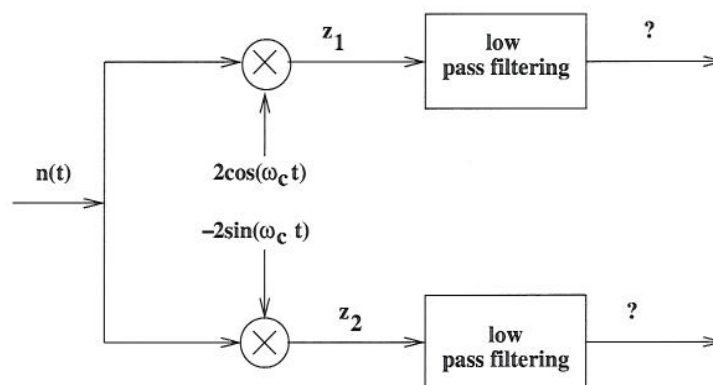 z1
low
pass filtering
?
n(t)
2cos(ωc t)
–2sin(ωc t)
z2
low
pass filtering
?